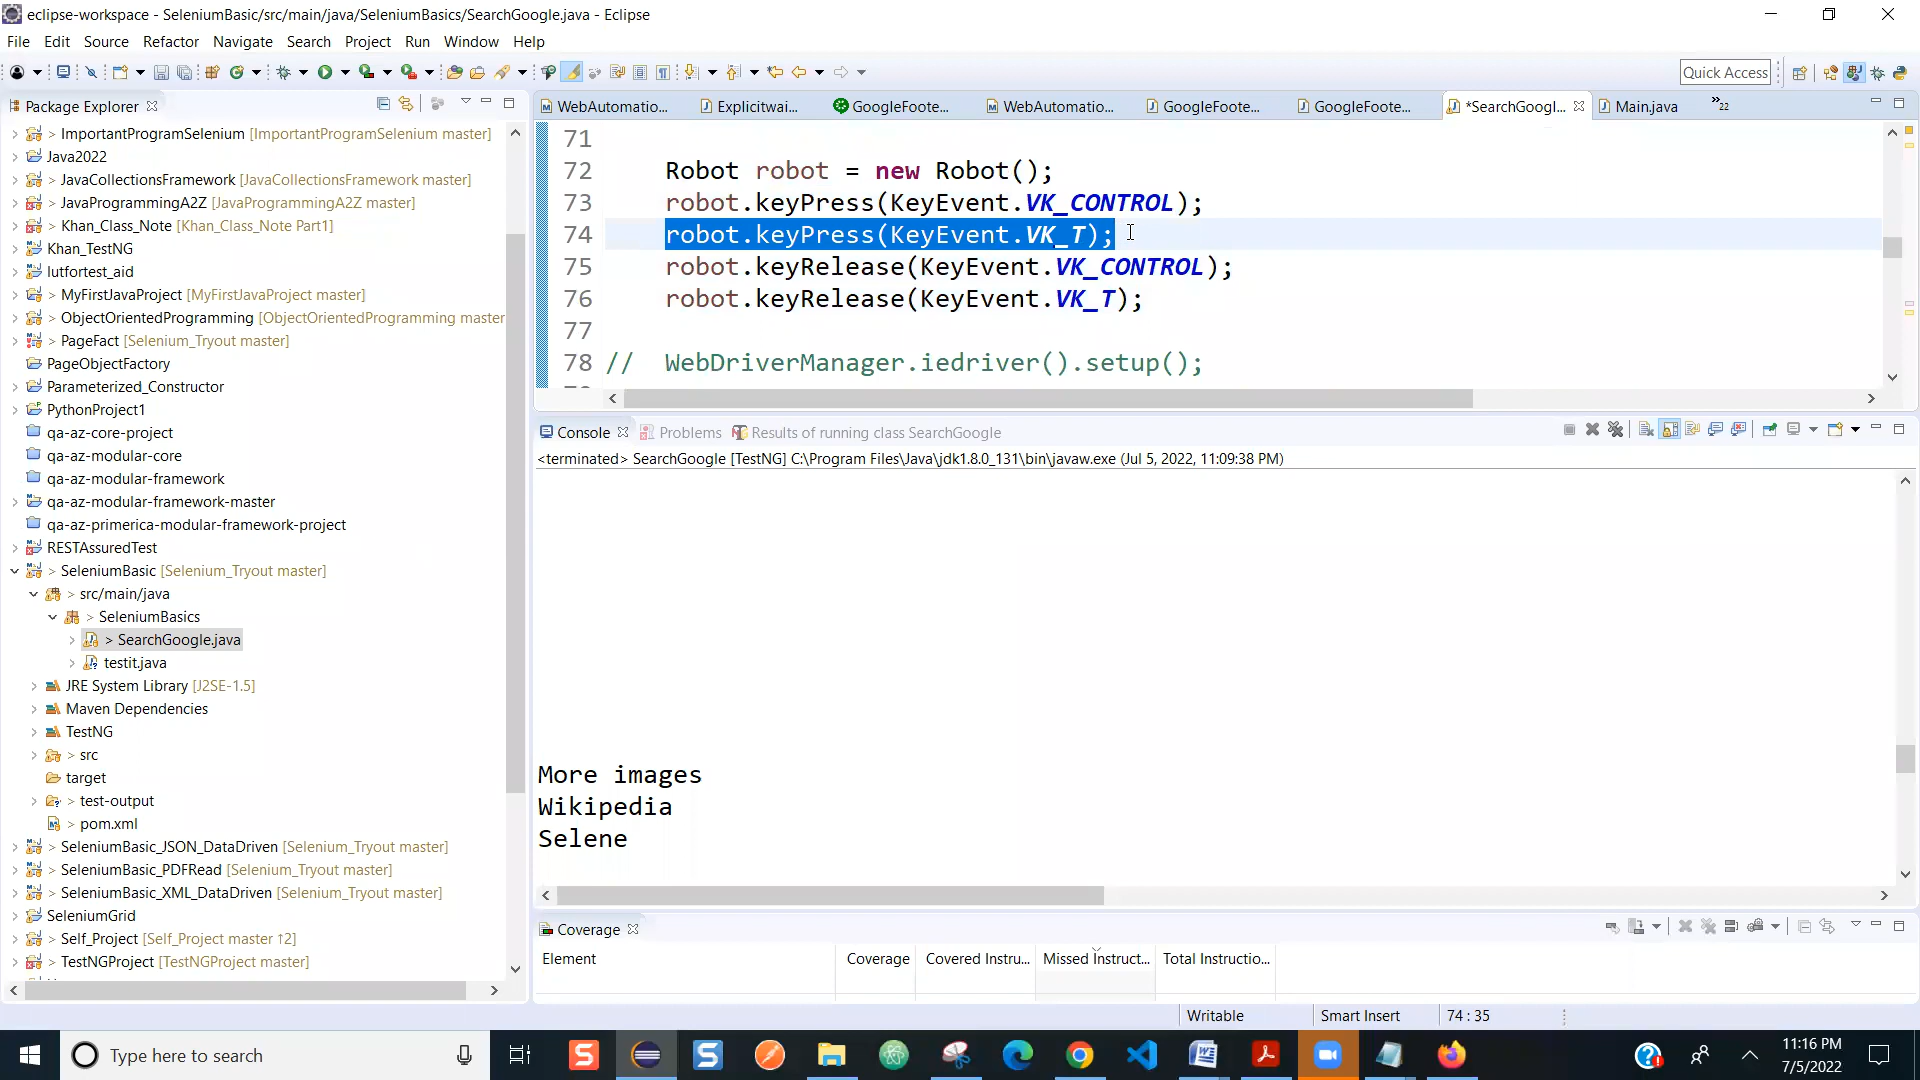 eclipse-workspace - SeleniumBasic/src/main/java/SeleniumBasics/SearchGoogle.java - Eclipse
File Edit Source Refactor Navigate Search Project Run Window Help
Quick Access
Package Explorer
> ImportantProgramSelenium [ImportantProgramSelenium master]
Java2022
> JavaCollectionsFramework [JavaCollectionsFramework master]
> JavaProgrammingA2Z [JavaProgrammingA2Z master]
> Khan_Class_Note [Khan_Class_Note Part1]
Khan_TestNG
lutfortest_aid
> MyFirstJavaProject [MyFirstJavaProject master]
> ObjectOrientedProgramming [ObjectOrientedProgramming master
> PageFact [Selenium_Tryout master]
PageObjectFactory
Parameterized_Constructor
PythonProject1
qa-az-core-project
qa-az-modular-core
qa-az-modular-framework
qa-az-modular-framework-master
qa-az-primerica-modular-framework-project
RESTAssuredTest
> SeleniumBasic [Selenium_Tryout master]
> src/main/java
> SeleniumBasics
> SearchGoogle.java
testit.java
JRE System Library [J2SE-1.5]
Maven Dependencies
TestNG
> src
target
> test-output
> pom.xml
> SeleniumBasic_JSON_DataDriven [Selenium_Tryout master]
> SeleniumBasic_PDFRead [Selenium_Tryout master]
> SeleniumBasic_XML_DataDriven [Selenium_Tryout master]
SeleniumGrid
> Self_Project [Self_Project master ↑2]
> TestNGProject [TestNGProject master]
WebAutomatio... Explicitwai... GoogleFoote... WebAutomatio... GoogleFoote... GoogleFoote... *SearchGoogl... Main.java »22
71
72 Robot robot = new Robot();
73 robot.keyPress(KeyEvent.VK_CONTROL);
74 robot.keyPress(KeyEvent.VK_T);
75 robot.keyRelease(KeyEvent.VK_CONTROL);
76 robot.keyRelease(KeyEvent.VK_T);
77
78 // WebDriverManager.iedriver().setup();
Console Problems Results of running class SearchGoogle
<terminated> SearchGoogle [TestNG] C:\Program Files\Java\jdk1.8.0_131\bin\javaw.exe (Jul 5, 2022, 11:09:38 PM)
More images
Wikipedia
Selene
Coverage
Element Coverage Covered Instru... Missed Instruct... Total Instructio...
Writable Smart Insert 74 : 35
Type here to search
11:16 PM
7/5/2022